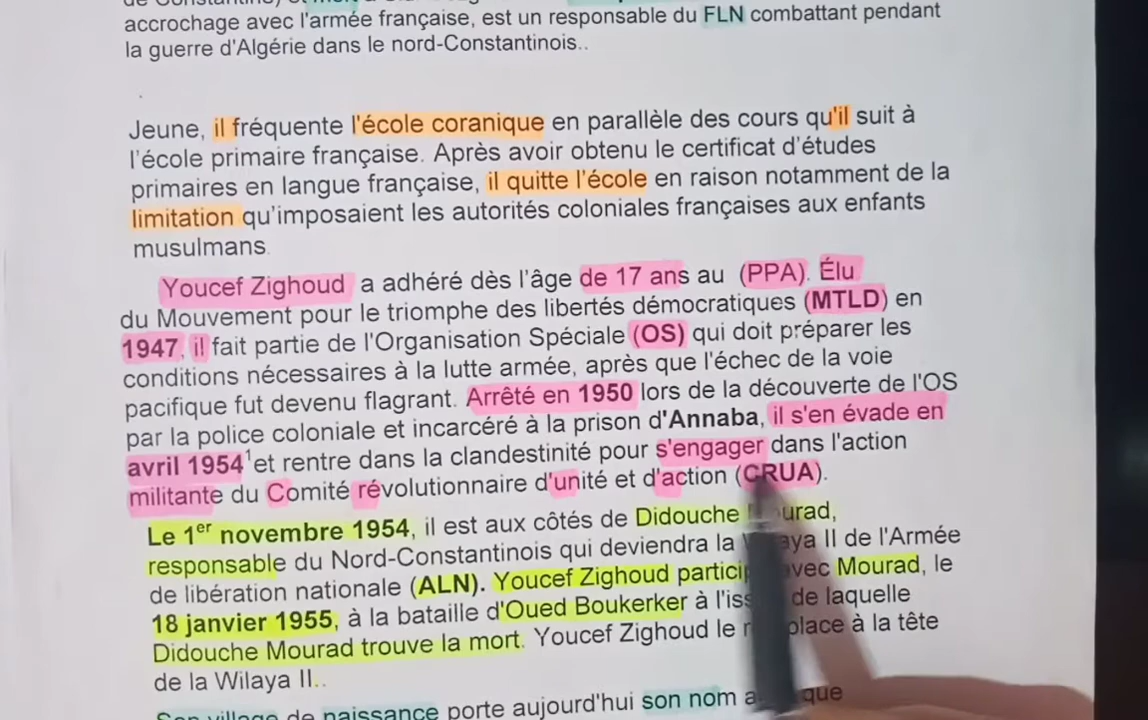 accrochage avec l'armée française, est un responsable du FLN combattant pendant
la guerre d'Algérie dans le nord-Constantinois..
Jeune, il fréquente l'école coranique en parallèle des cours qu'il suit à
l'école primaire française. Après avoir obtenu le certificat d'études
primaires en langue française, il quitte l'école en raison notamment de la
limitation qu'imposaient les autorités coloniales françaises aux enfants
musulmans.
Youcef Zighoud a adhéré dès l'âge de 17 ans au (PPA). Élu
du Mouvement pour le triomphe des libertés démocratiques (MTLD) en
1947, il fait partie de l'Organisation Spéciale (OS) qui doit préparer les
conditions nécessaires à la lutte armée, après que l'échec de la voie
pacifique fut devenu flagrant. Arrêté en 1950 lors de la découverte de l'OS
par la police coloniale et incarcéré à la prison d'Annaba, il s'en évade en
avril 1954¹et rentre dans la clandestinité pour s'engager dans l'action
militante du Comité révolutionnaire d'unité et d'action (CRUA).
Le 1er novembre 1954, il est aux côtés de Didouche
responsable du Nord-Constantinois qui deviendra la II de l'Armée
de libération nationale (ALN). Youcef Zighoud avec Mourad, le
18 janvier 1955, à la bataille d'Oued Boukerker à de laquelle
Didouche Mourad trouve la mort. Youcef Zighoud le à la tête
de la Wilaya II..
Son village de naissance porte aujourd'hui son nom